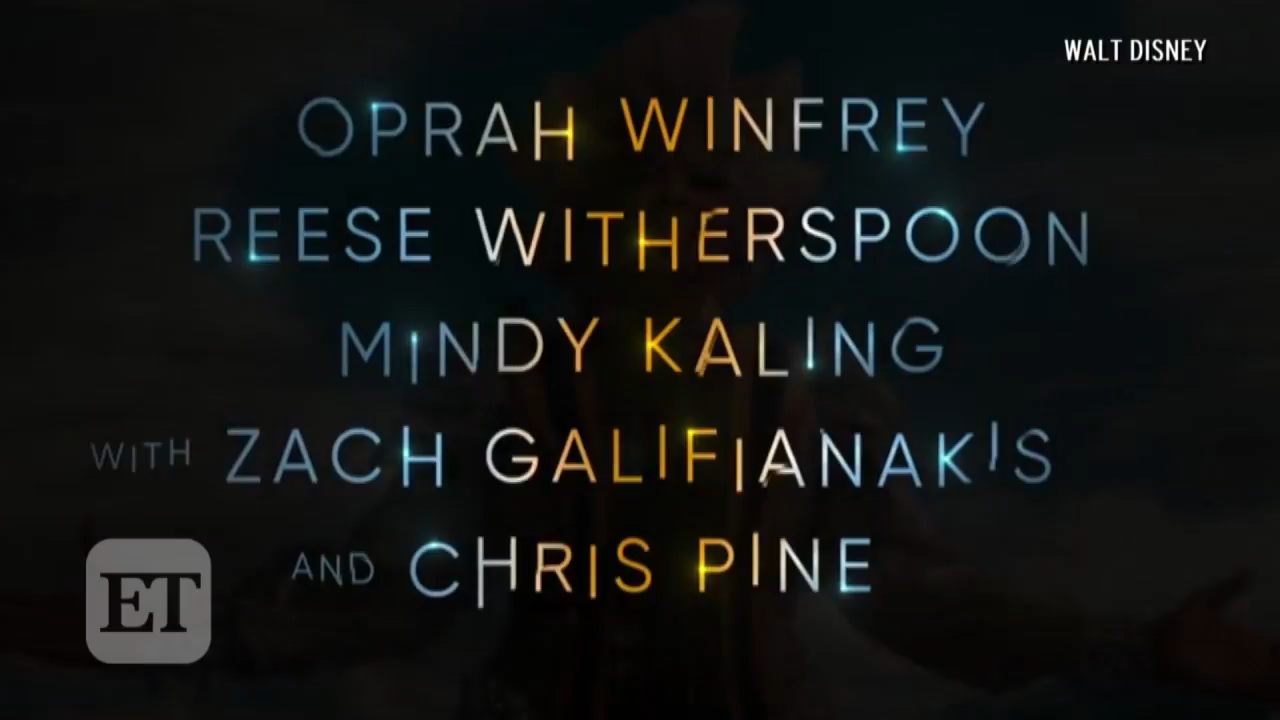 WALT DISNEY
OPRAH WINFREY
REESE WITHERSPOON
MINDY KALING
WITH ZACH GALIFIANAKIS
AND CHRIS PINE
ET